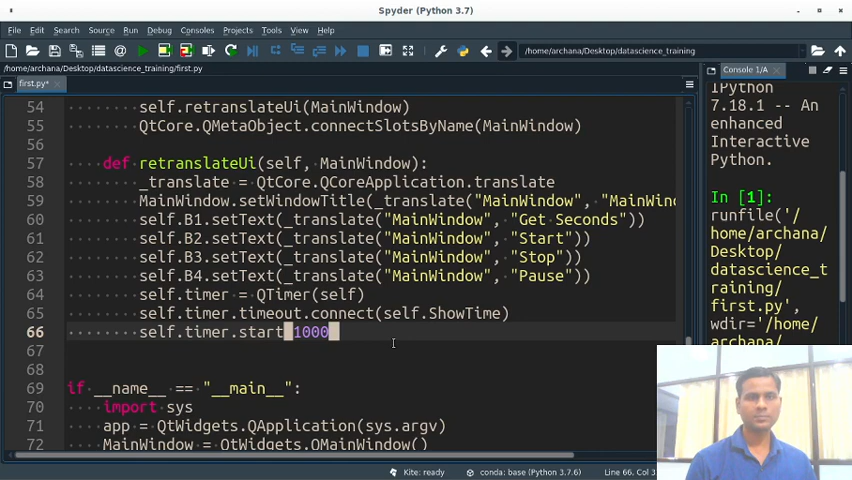 Spyder (Python 3.7)
File Edit Search Source Run Debug Consoles Projects Tools View Help
/home/archana/Desktop/datascience_training
/home/archana/Desktop/datascience_training/first.py
first.py*
Console 1/A
54 self.retranslateUi(MainWindow)
55 QtCore.QMetaObject.connectSlotsByName(MainWindow)
56
57 def retranslateUi(self, MainWindow):
58 _translate = QtCore.QCoreApplication.translate
59 MainWindow.setWindowTitle(_translate("MainWindow", "MainWind
60 self.B1.setText(_translate("MainWindow", "Get Seconds"))
61 self.B2.setText(_translate("MainWindow", "Start"))
62 self.B3.setText(_translate("MainWindow", "Stop"))
63 self.B4.setText(_translate("MainWindow", "Pause"))
64 self.timer = QTimer(self)
65 self.timer.timeout.connect(self.ShowTime)
66 self.timer.start(1000)
67
68
69 if __name__ == "__main__":
70 import sys
71 app = QtWidgets.QApplication(sys.argv)
72 MainWindow = QtWidgets.QMainWindow()
IPython
7.18.1 -- An
enhanced
Interactive
Python.
In [1]:
runfile('/
home/archana/
Desktop/
datascience_t
raining/
first.py',
wdir='/home/
archana/
Kite: ready
conda: base (Python 3.7.6)
Line 66, Col 3